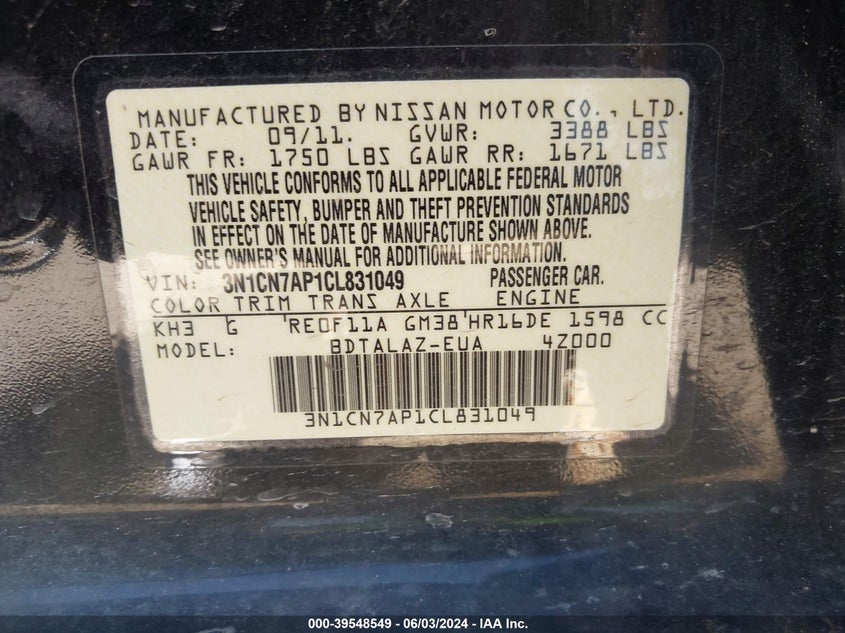 MANUFACTURED BY NISSAN MOTOR CO., LTD.
DATE: 09/11. GVWR: 3388 LBS
GAWR FR: 1750 LBS GAWR RR: 1671 LBS
THIS VEHICLE CONFORMS TO ALL APPLICABLE FEDERAL MOTOR
VEHICLE SAFETY, BUMPER AND THEFT PREVENTION STANDARDS
IN EFFECT ON THE DATE OF MANUFACTURE SHOWN ABOVE.
SEE OWNER'S MANUAL FOR ADDITIONAL INFORMATION.
VIN: 3N1CN7AP1CL831049 PASSENGER CAR.
COLOR TRIM TRANS AXLE ENGINE
KH3 G RE0F11A GM38 HR16DE 1598 CC
MODEL: BDTALAZ-EUA 4Z000
3N1CN7AP1CL831049
000-39548549 - 06/03/2024 - IAA Inc.